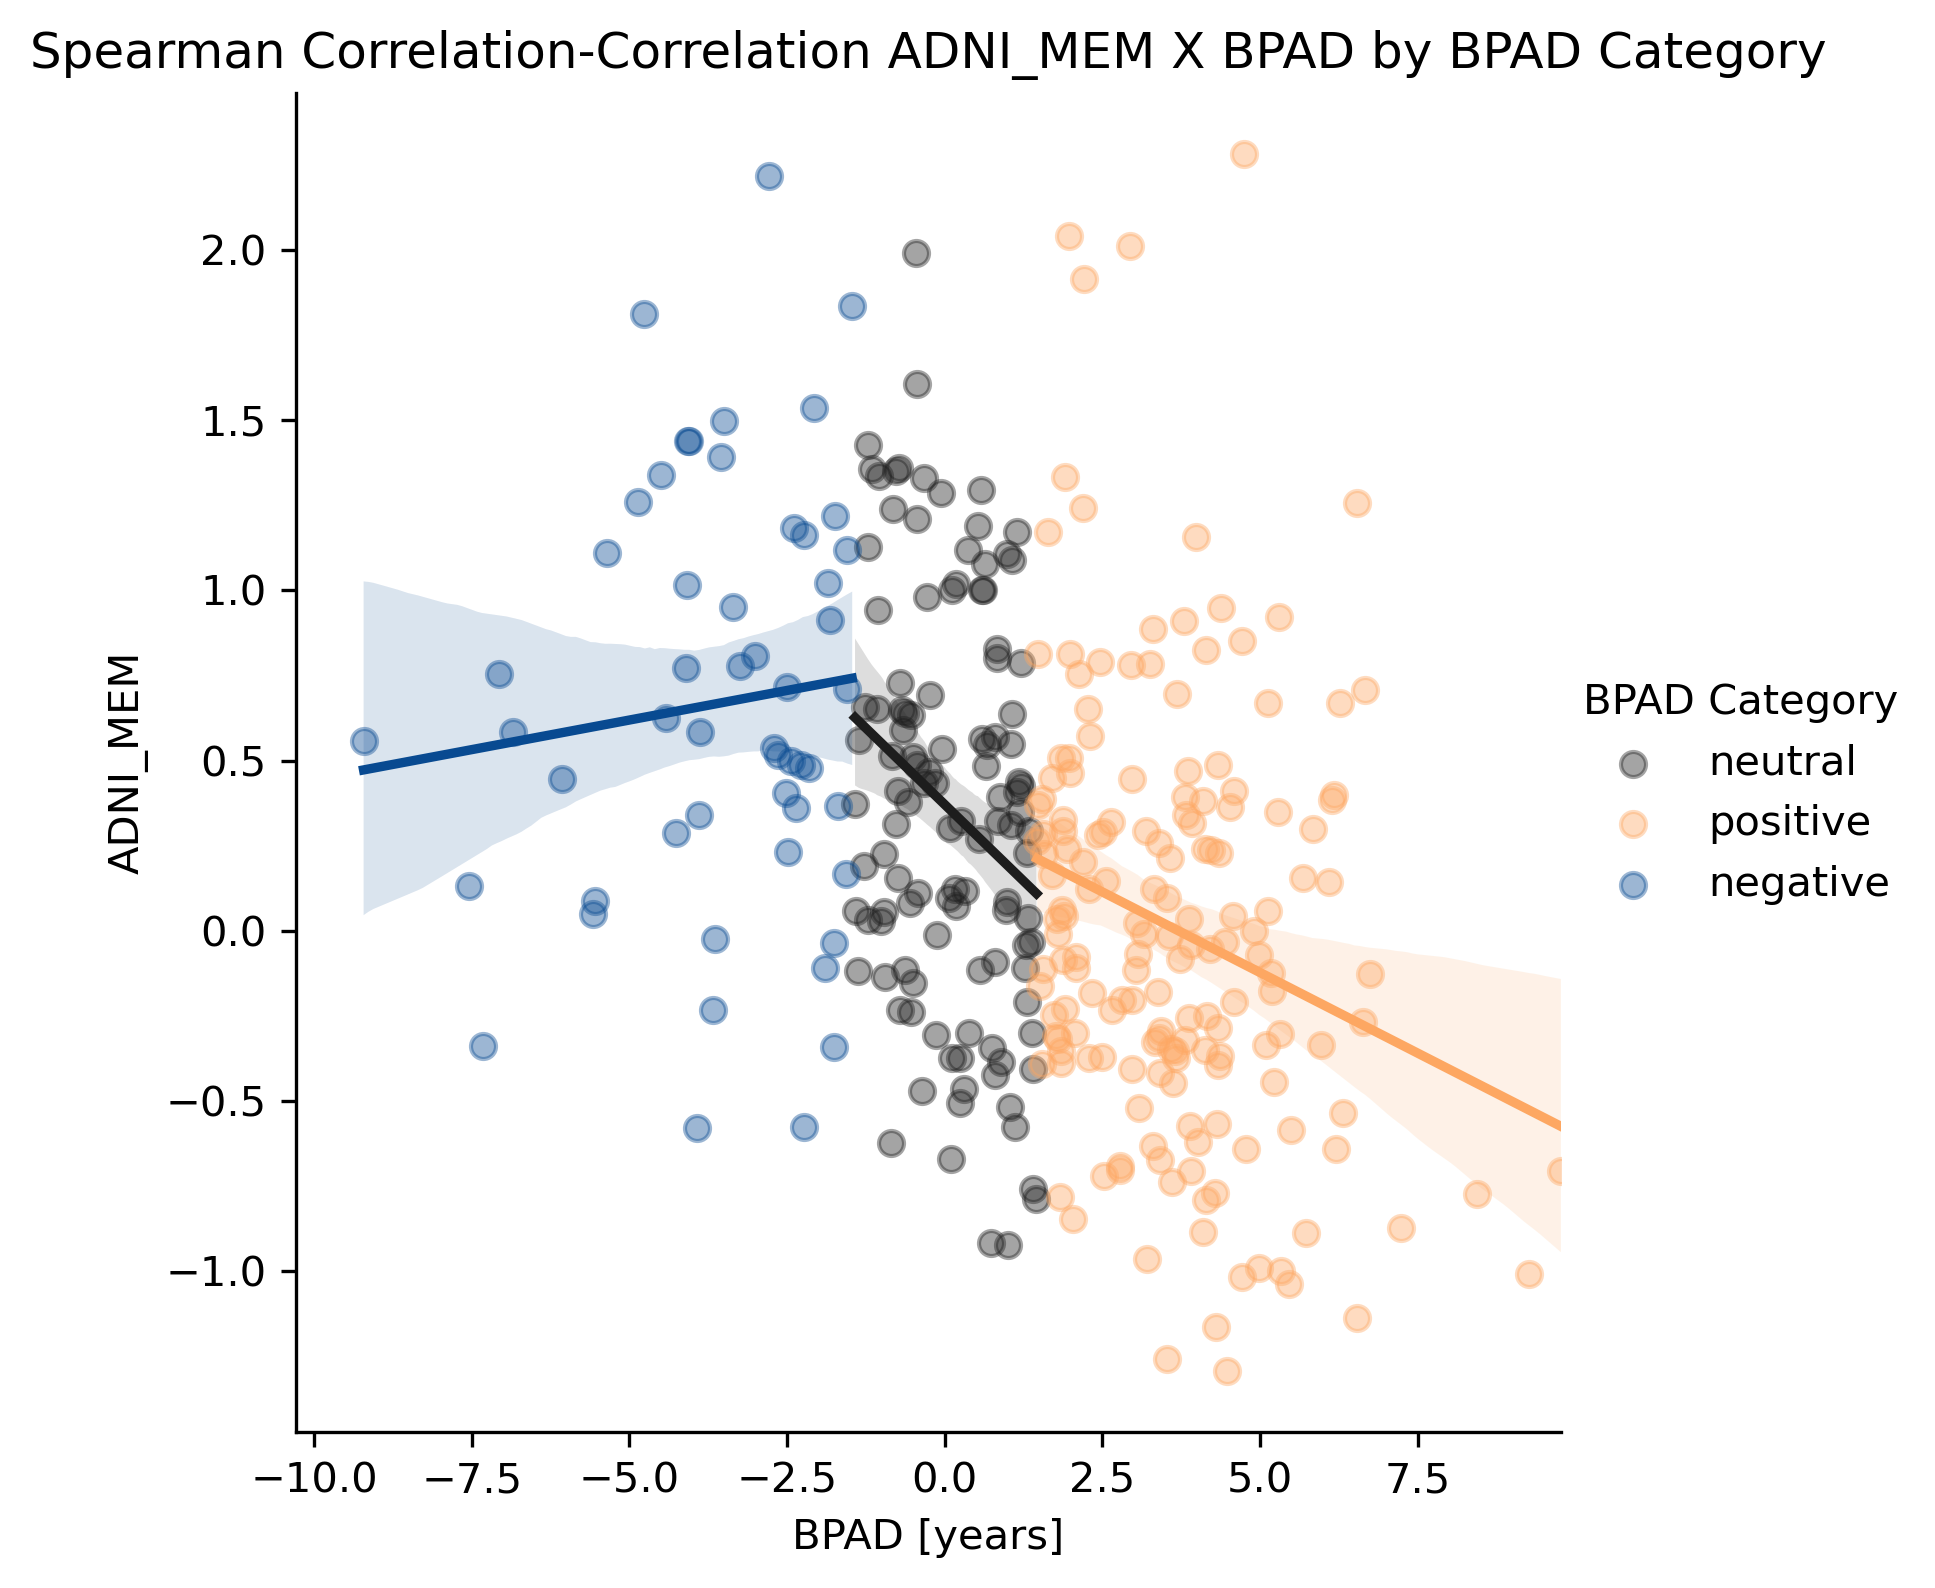 Spearman Correlation-Correlation ADNI_MEM X BPAD by BPAD Category
ADNI_MEM
2.0
1.5
1.0
0.5
0.0
−0.5
−1.0
−10.0 −7.5 −5.0 −2.5 0.0 2.5 5.0 7.5
BPAD [years]
BPAD Category
neutral
positive
negative